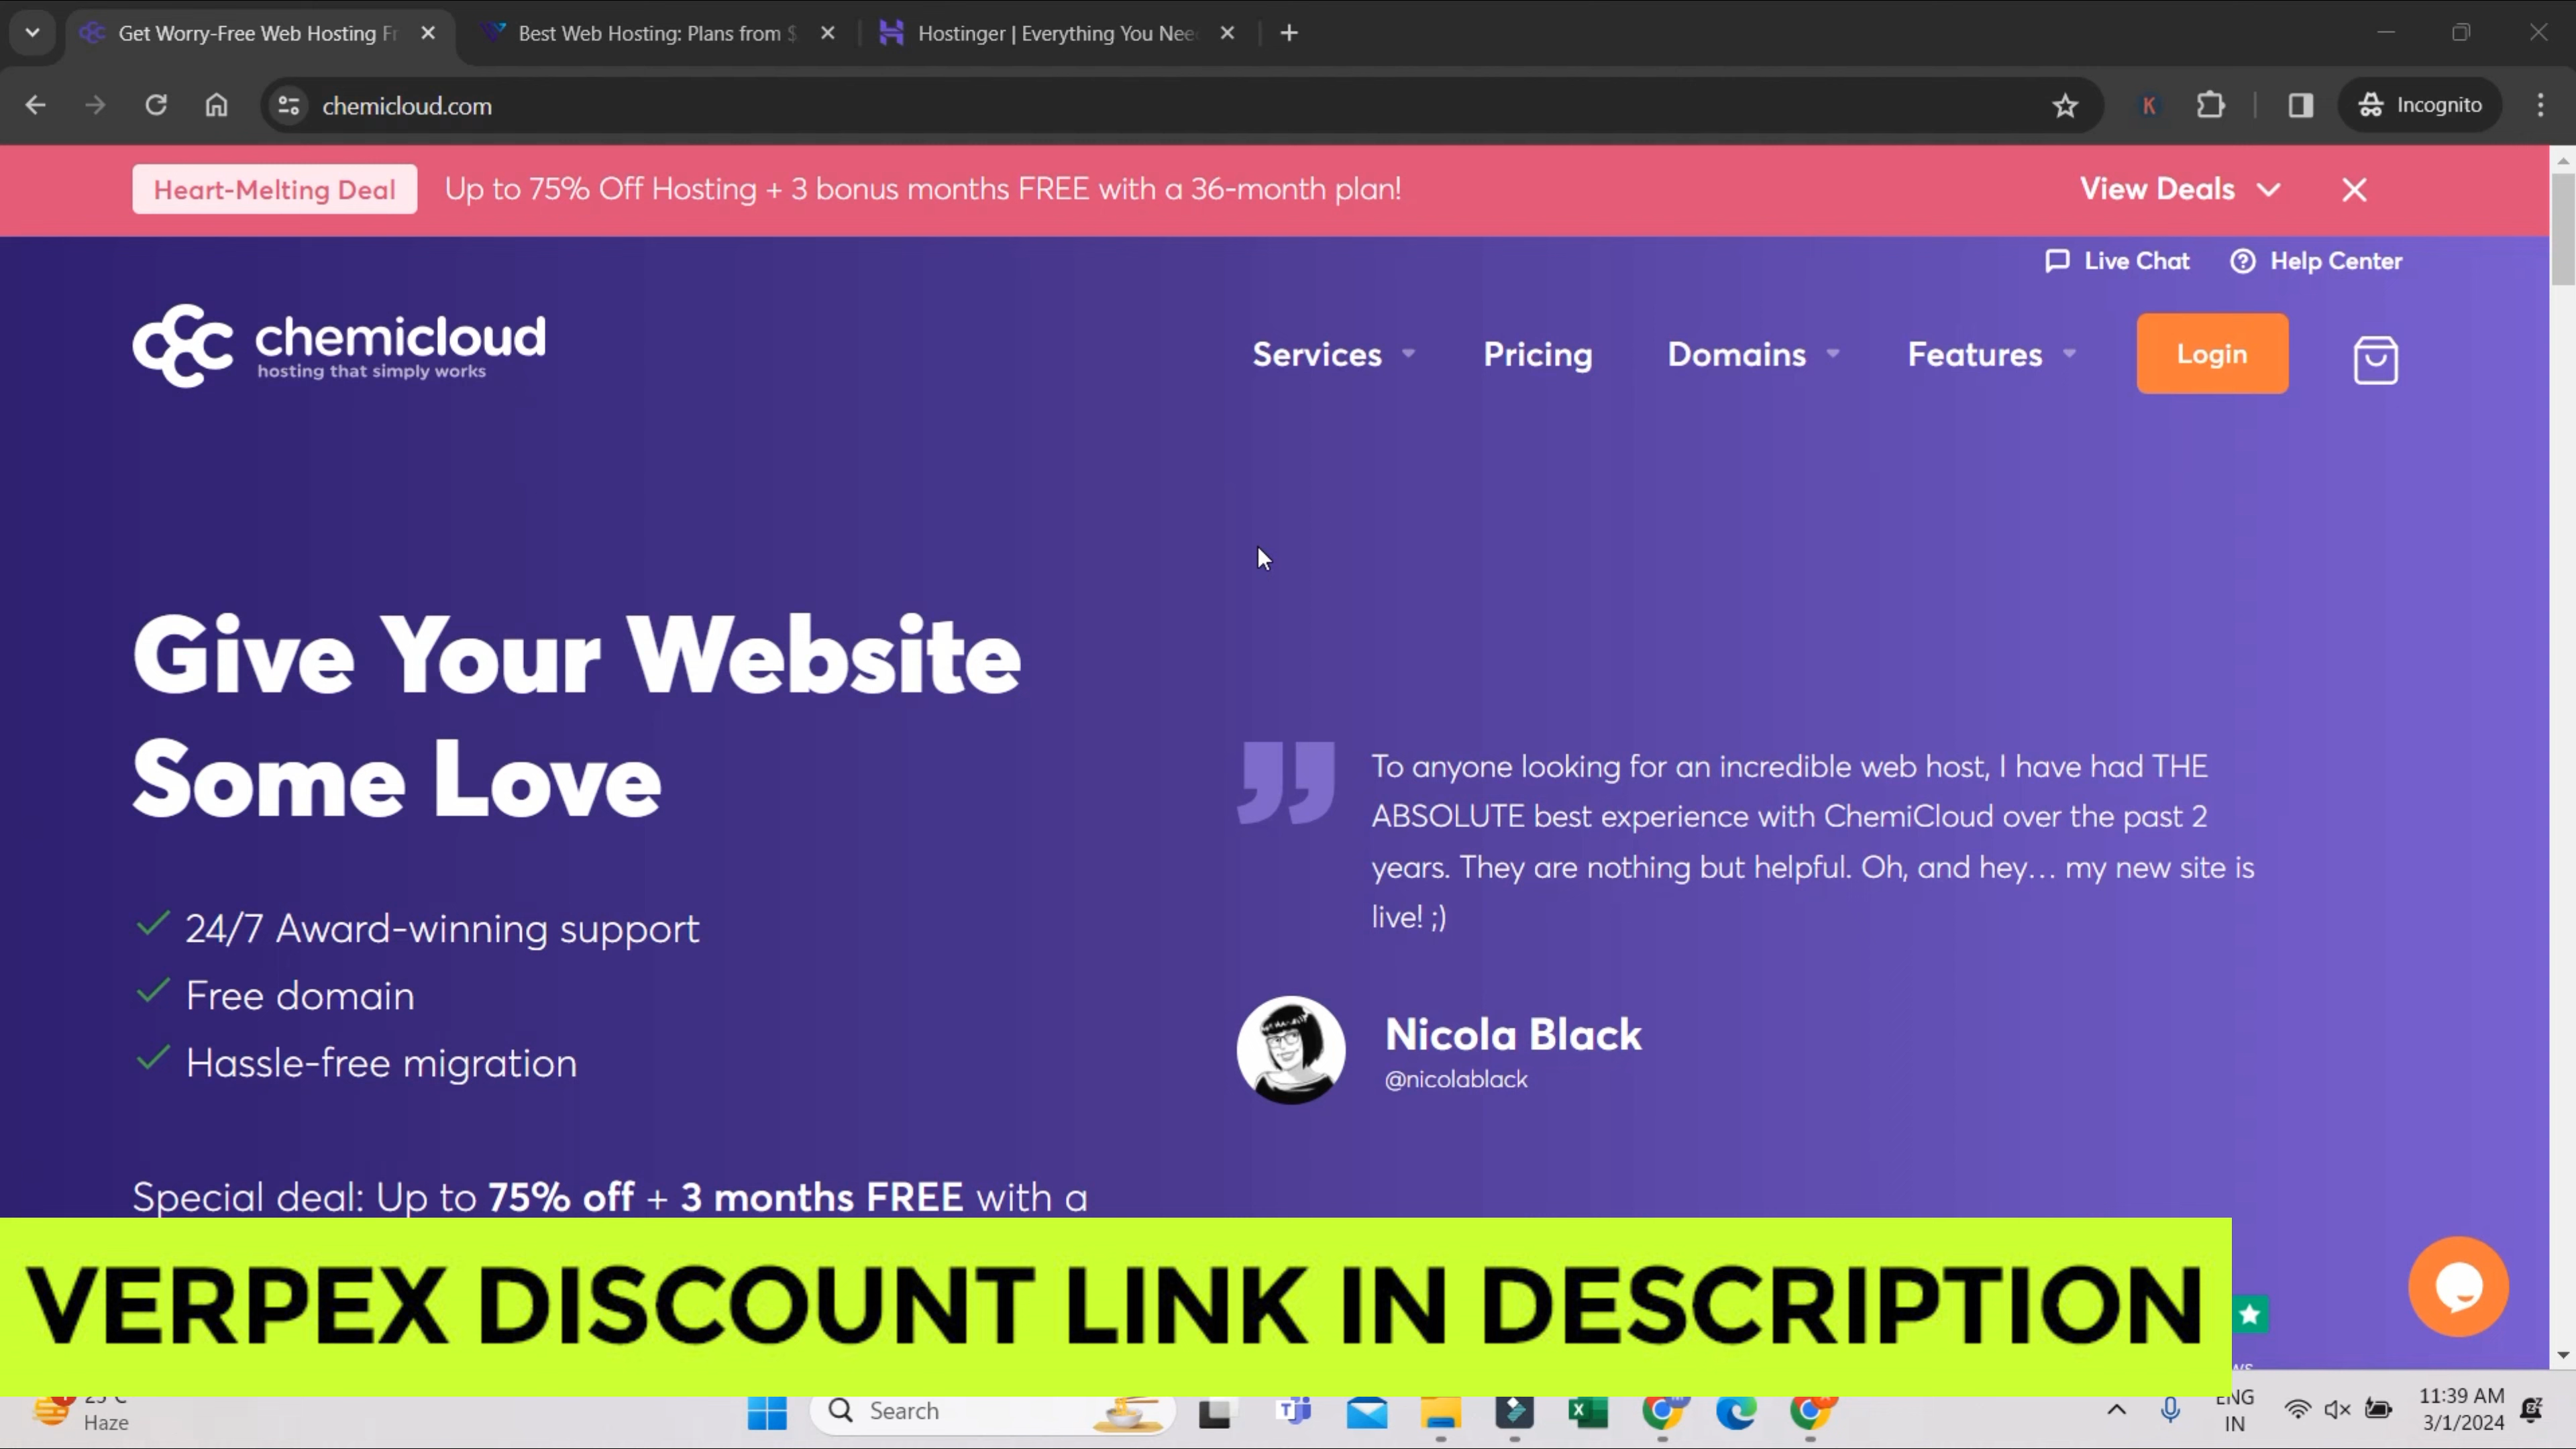 Get Worry-Free Web Hosting Fr
Best Web Hosting: Plans from $
Hostinger | Everything You Nee
chemicloud.com
K
Incognito
Heart-Melting Deal
Up to 75% Off Hosting + 3 bonus months FREE with a 36-month plan!
View Deals
Live Chat
Help Center
chemicloud
hosting that simply works
Services
Pricing
Domains
Features
Login
Give Your Website
Some Love
24/7 Award-winning support
Free domain
Hassle-free migration
To anyone looking for an incredible web host, I have had THE
ABSOLUTE best experience with ChemiCloud over the past 2
years. They are nothing but helpful. Oh, and hey... my new site is
live! ;)
Nicola Black
@nicolablack
Special deal: Up to 75% off + 3 months FREE with a
VERPEX DISCOUNT LINK IN DESCRIPTION
Haze
Search
ENG
IN
11:39 AM
3/1/2024